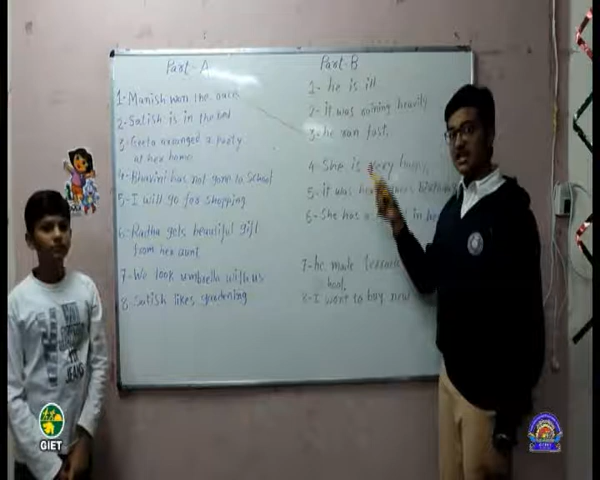 Part-A
1- Manish won the race
2- Satish is in the bed
3- Geeta arranged a party
at her home
4- Bhavini has not gone to School
5- I will go for shopping
6- Radha gets beautiful gift
from her aunt
7- We took umbrella with us
8- Satish likes gardening
Part-B
1- he is ill
2- it was raining heavily
3- he ran fast.
4- She is very happy
5- it was her birthday
6- She has a in
7- he made
8- I want to buy new
JEANS
GIET